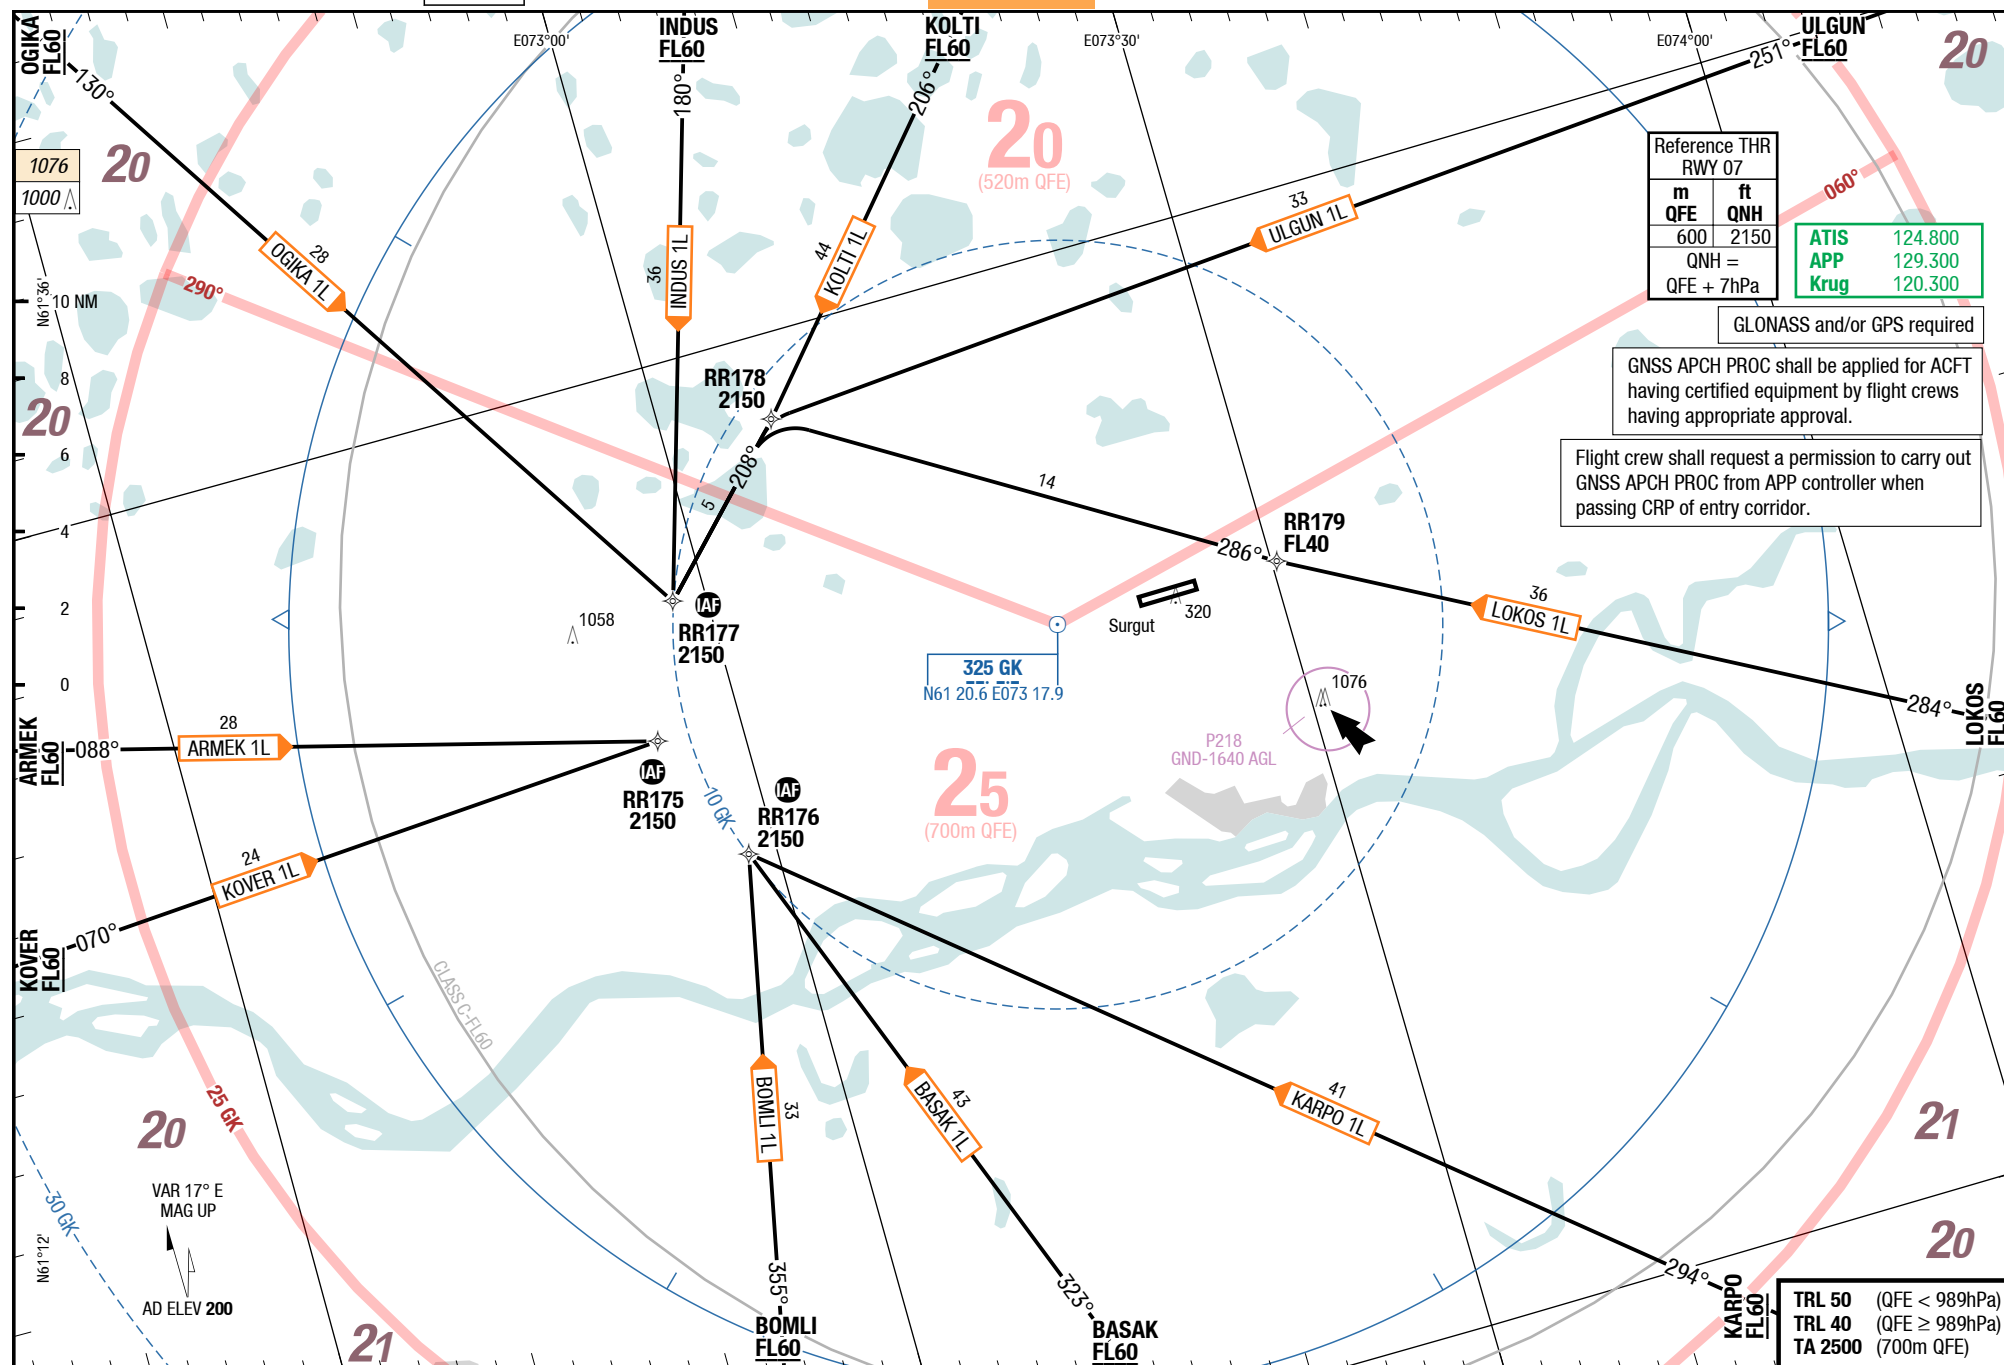 OGIKA
FL60
E073°00'
INDUS
FL60
KOLTI
FL60
E073°30'
E074°00'
ULGUN
FL60
20
130°
180°
206°
251°
20
(520m QFE)
1076
1000
20
Reference THR
RWY 07
m ft
QFE QNH
600 2150
QNH =
QFE + 7hPa
060°
ATIS 124.800
APP 129.300
Krug 120.300
28
OGIKA 1L
36
INDUS 1L
44
KOLTI 1L
33
ULGUN 1L
290°
N61°36'
10 NM
8
6
4
2
0
GLONASS and/or GPS required
GNSS APCH PROC shall be applied for ACFT
having certified equipment by flight crews
having appropriate approval.
Flight crew shall request a permission to carry out
GNSS APCH PROC from APP controller when
passing CRP of entry corridor.
20
RR178
2150
208°
5
14
286°
RR179
FL40
36
LOKOS 1L
284°
LOKOS
FL60
1058
IAF
RR177
2150
Surgut
320
325 GK
N61 20.6 E073 17.9
1076
P218
GND-1640 AGL
ARMEK
FL60
088°
28
ARMEK 1L
IAF
RR175
2150
10 GK
IAF
RR176
2150
25
(700m QFE)
KOVER
FL60
070°
24
KOVER 1L
CLASS C-FL60
25 GK
20
30 GK
VAR 17° E
MAG UP
AD ELEV 200
N61°12'
21
BOMLI 1L
33
355°
BOMLI
FL60
BASAK 1L
43
323°
BASAK
FL60
41
KARPO 1L
294°
KARPO
FL60
21
20
TRL 50 (QFE < 989hPa)
TRL 40 (QFE ≥ 989hPa)
TA 2500 (700m QFE)